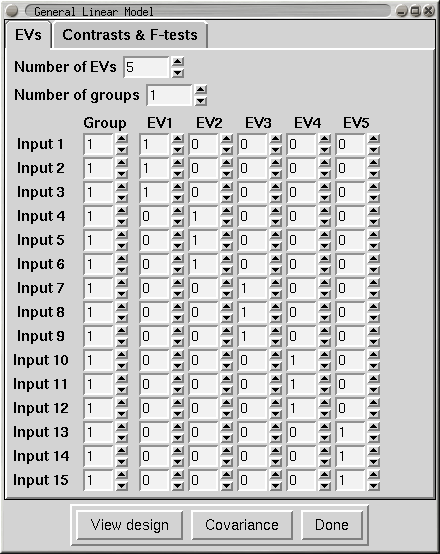 General Linear Model
EVs Contrasts & F-tests
Number of EVs 5
Number of groups 1
Group EV1 EV2 EV3 EV4 EV5
Input 1 1 1 0 0 0 0
Input 2 1 1 0 0 0 0
Input 3 1 1 0 0 0 0
Input 4 1 0 1 0 0 0
Input 5 1 0 1 0 0 0
Input 6 1 0 1 0 0 0
Input 7 1 0 0 1 0 0
Input 8 1 0 0 1 0 0
Input 9 1 0 0 1 0 0
Input 10 1 0 0 0 1 0
Input 11 1 0 0 0 1 0
Input 12 1 0 0 0 1 0
Input 13 1 0 0 0 0 1
Input 14 1 0 0 0 0 1
Input 15 1 0 0 0 0 1
View design Covariance Done